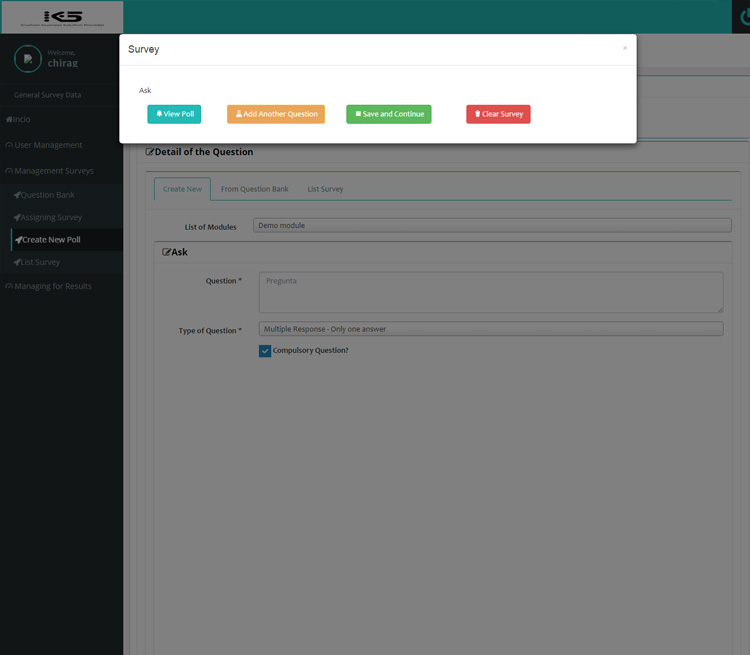 IK5
Welcome,
chirag
General Survey Data
Incio
User Management
Management Surveys
Question Bank
Assigning Survey
Create New Poll
List Survey
Managing for Results
Survey
×
Ask
View Poll Add Another Question Save and Continue Clear Survey
Detail of the Question
Create New From Question Bank List Survey
List of Modules Demo module
Ask
Question * Pregunta
Type of Question * Multiple Response - Only one answer
Compulsory Question?